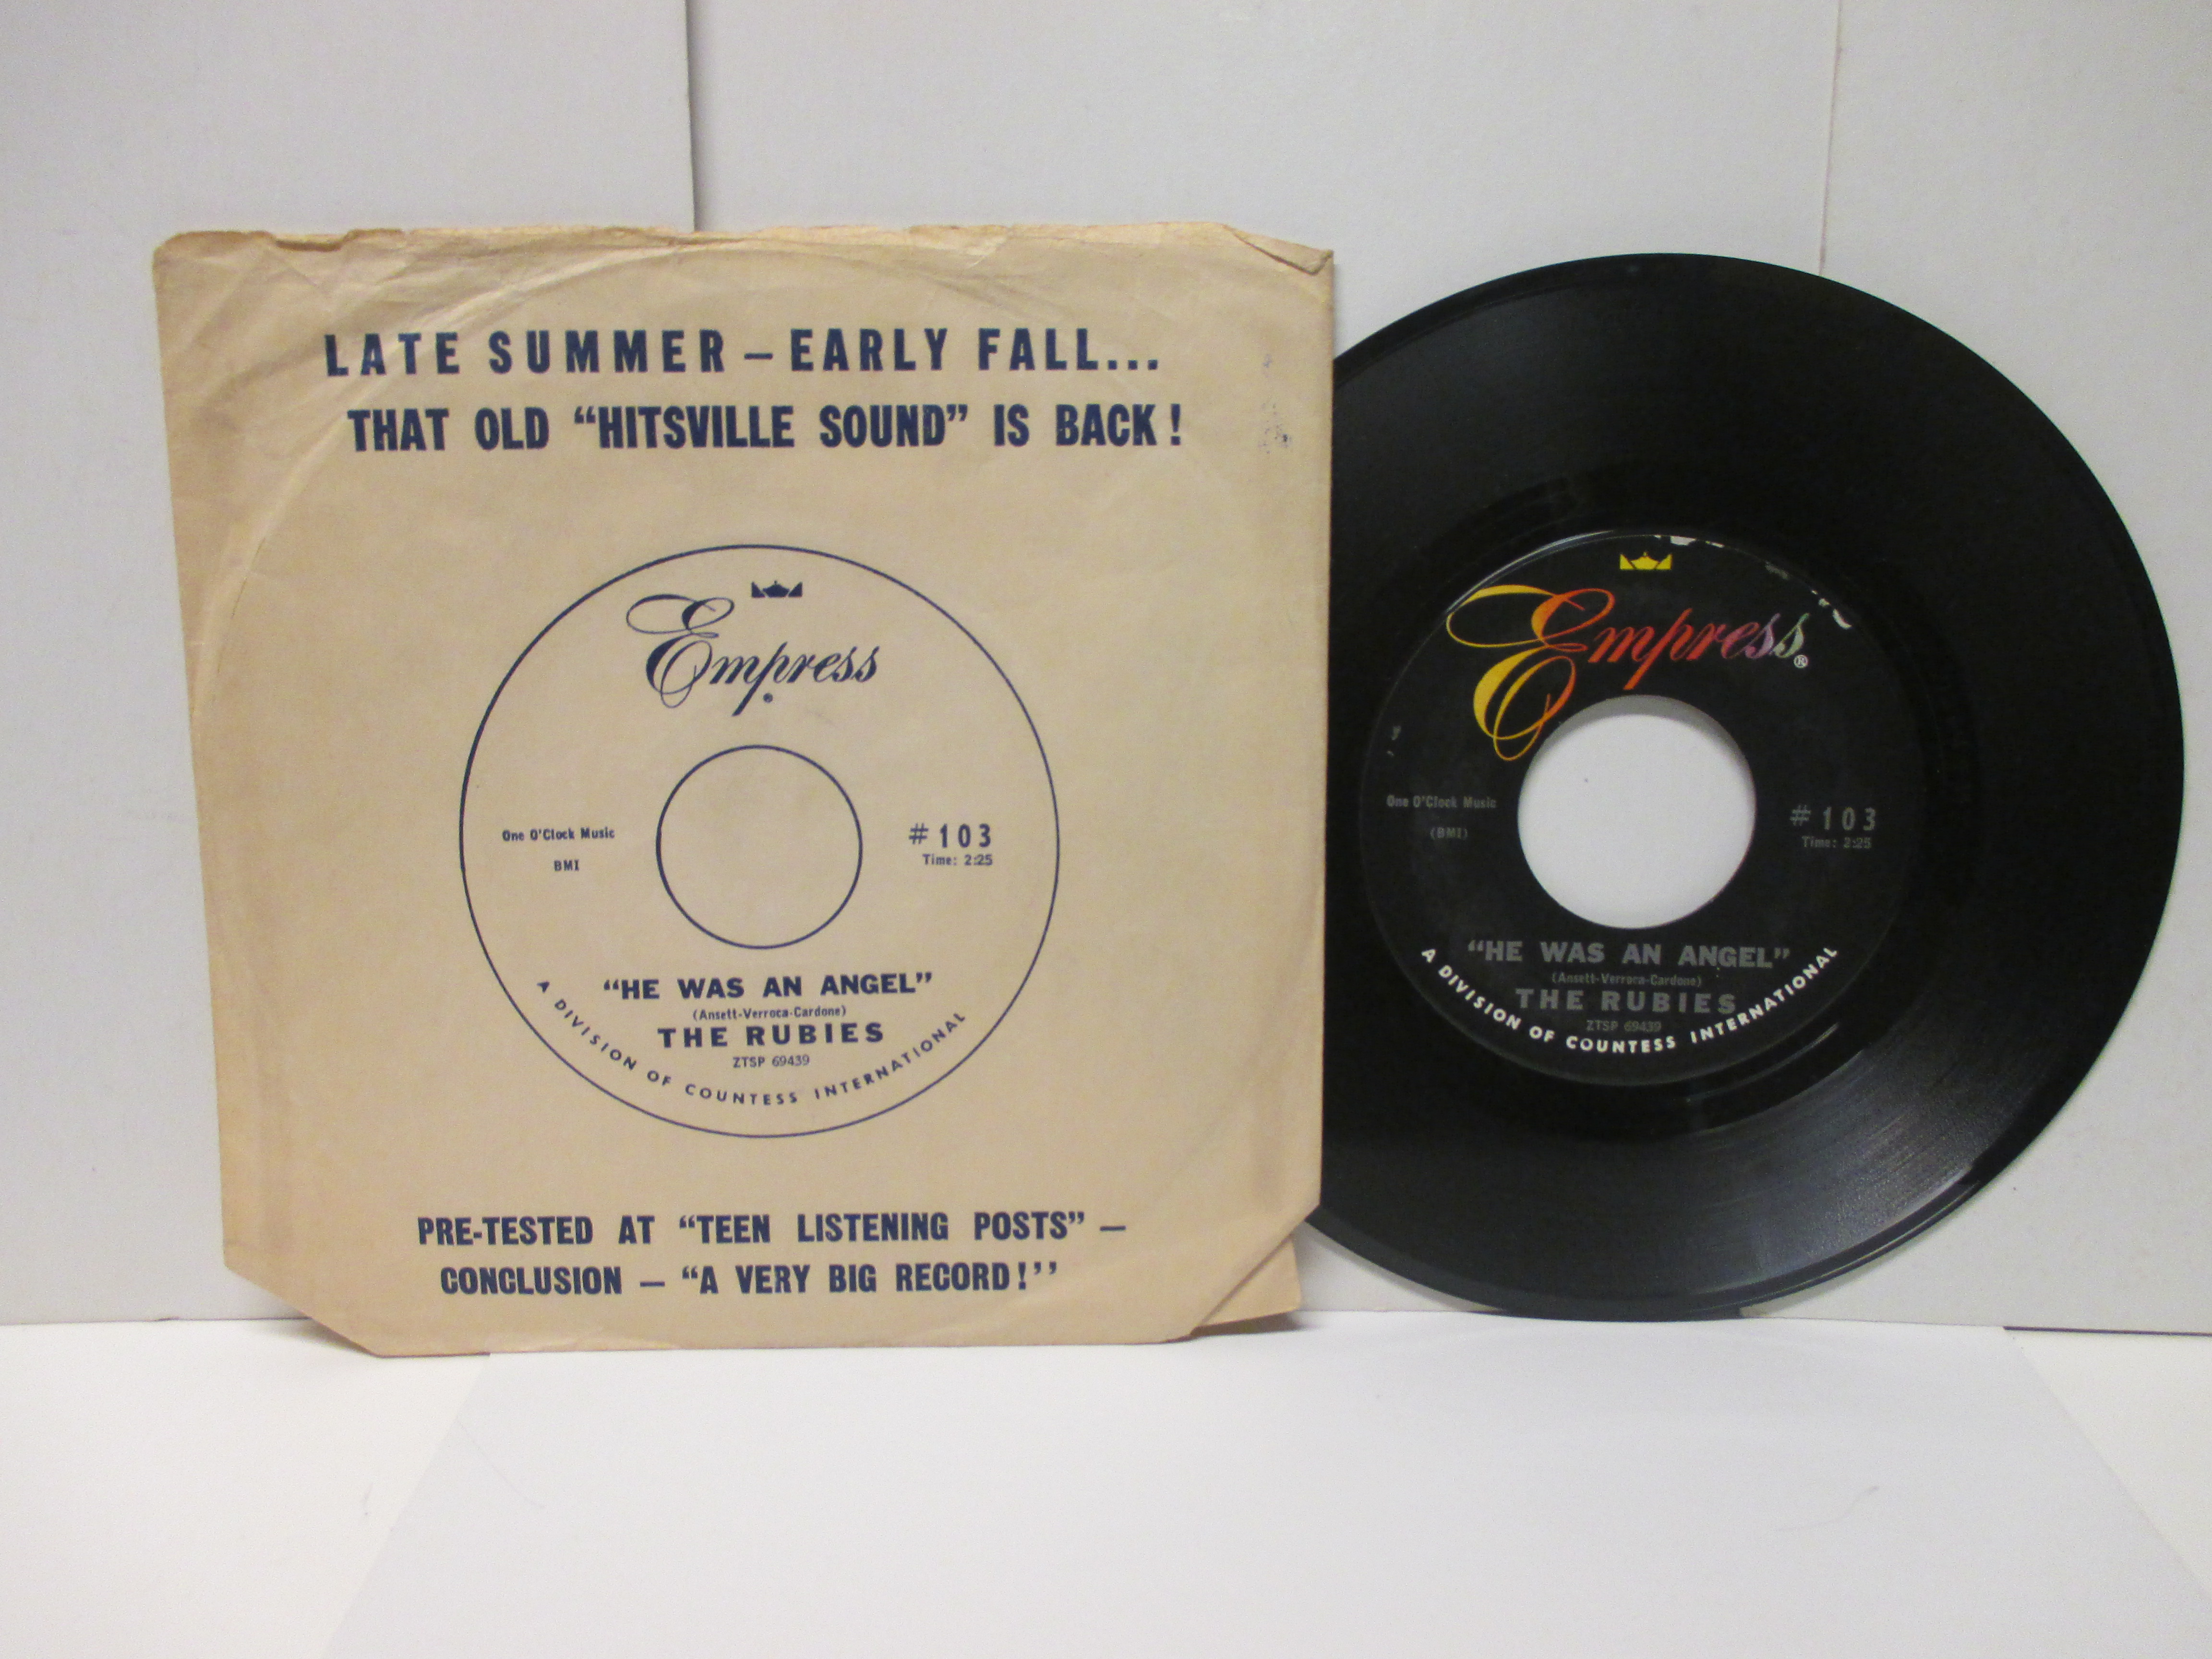 LATE SUMMER – EARLY FALL...
THAT OLD “HITSVILLE SOUND” IS BACK!
Empress
®
One O'Clock Music
BMI
#103
Time: 2:25
“HE WAS AN ANGEL”
(Ansett-Verroca-Cardone)
THE RUBIES
ZTSP 69439
A DIVISION OF COUNTESS INTERNATIONAL
PRE-TESTED AT “TEEN LISTENING POSTS” –
CONCLUSION – “A VERY BIG RECORD!’’
Empress®
One O'Clock Music
(BMI)
#103
Time: 2:25
“HE WAS AN ANGEL”
(Ansett-Verroca-Cardone)
THE RUBIES
ZTSP 69439
A DIVISION OF COUNTESS INTERNATIONAL